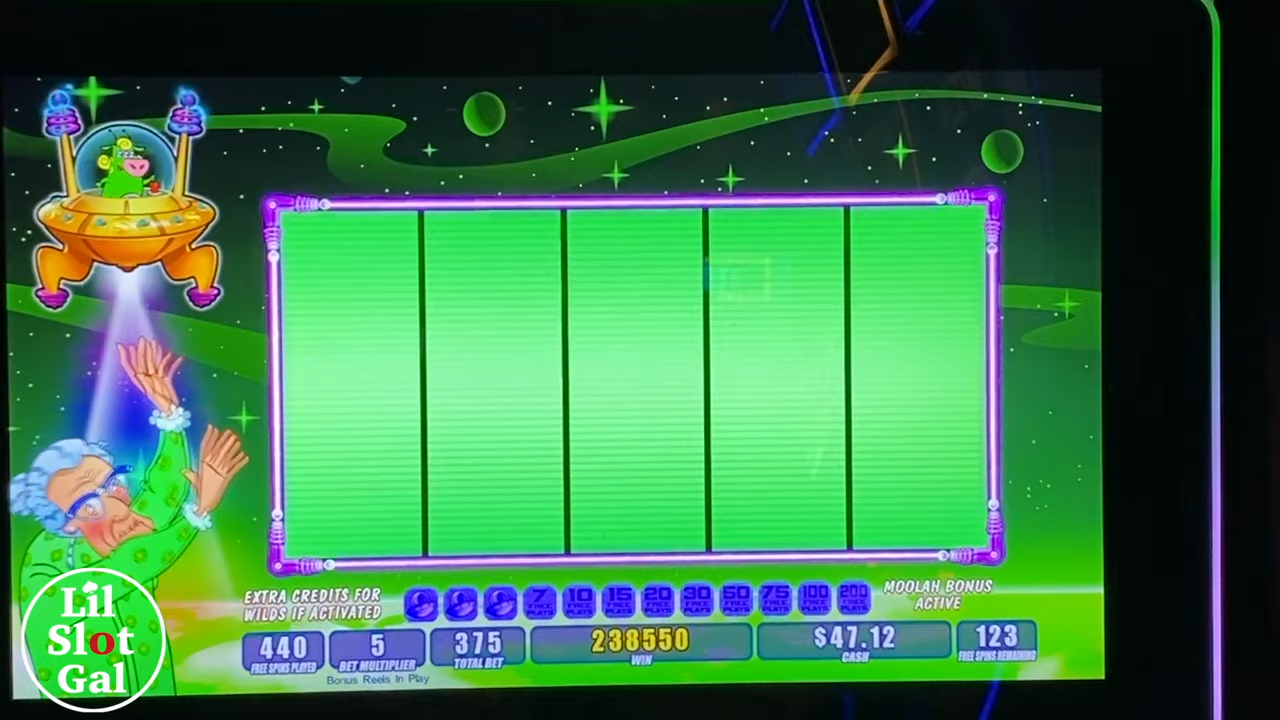 EXTRA CREDITS FOR
WILDS IF ACTIVATED
7 FREE PLAYS
10 FREE PLAYS
15 FREE PLAYS
20 FREE PLAYS
30 FREE PLAYS
50 FREE PLAYS
75 FREE PLAYS
100 FREE PLAYS
200 FREE PLAYS
MOOLAH BONUS
ACTIVE
440
FREE SPINS PLAYED
5
BET MULTIPLIER
375
TOTAL BET
238550
WIN
$47.12
CASH
123
FREE SPINS REMAINING
Bonus Reels In Play
Lil
Slot
Gal